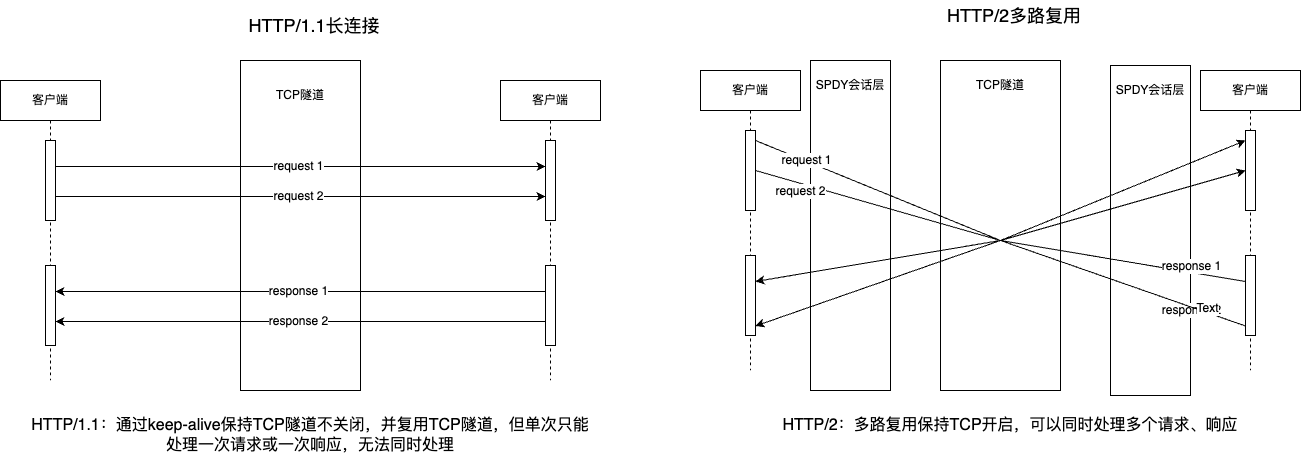 HTTP/1.1长连接
客户端
TCP隧道
客户端
request 1
request 2
response 1
response 2
HTTP/1.1：通过keep-alive保持TCP隧道不关闭，并复用TCP隧道，但单次只能
处理一次请求或一次响应，无法同时处理
HTTP/2多路复用
客户端
SPDY会话层
TCP隧道
SPDY会话层
客户端
request 1
request 2
response 1
Text
HTTP/2：多路复用保持TCP开启，可以同时处理多个请求、响应